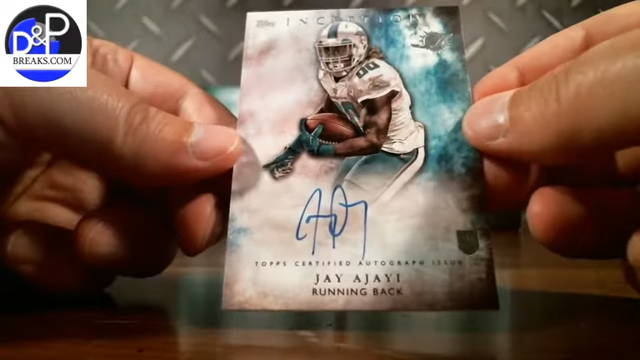 D&P
BREAKS.COM
Topps INCEPTION
TOPPS CERTIFIED AUTOGRAPH ISSUE
JAY AJAYI
RUNNING BACK